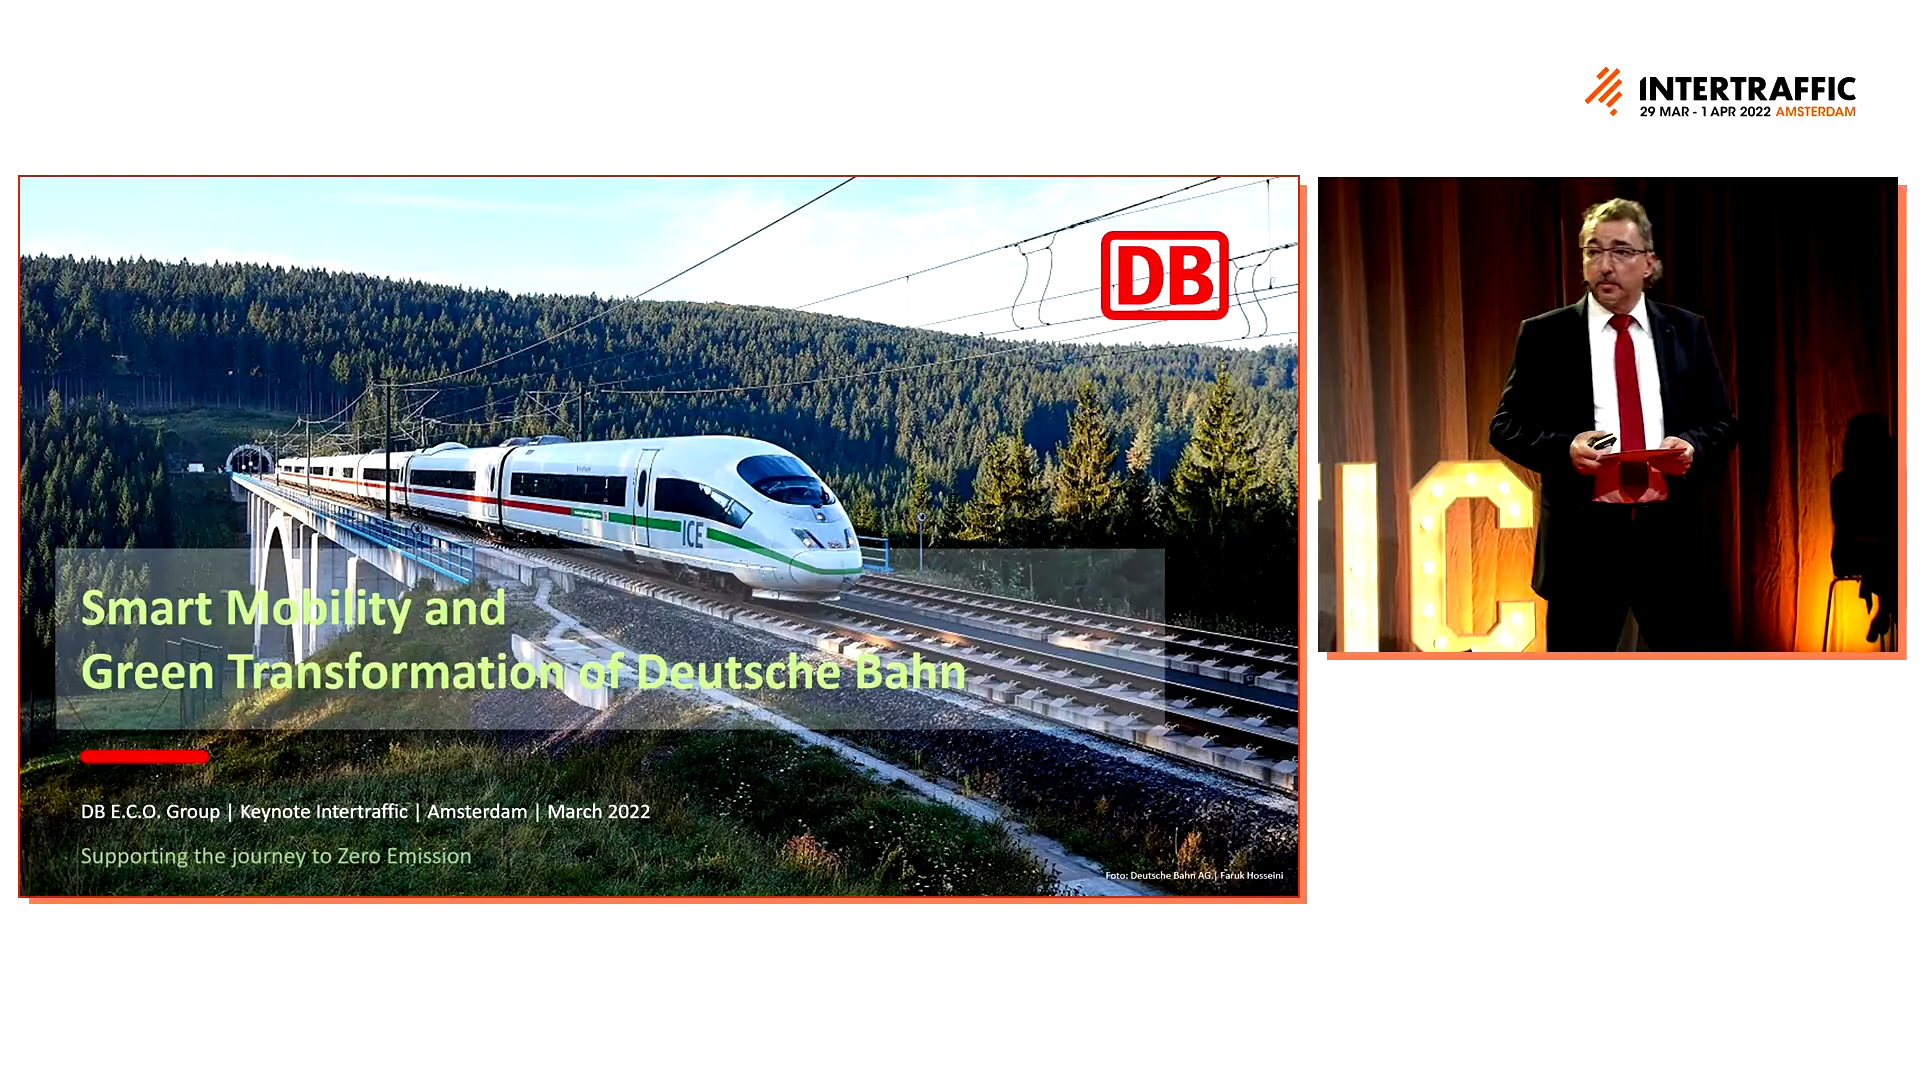 INTERTRAFFIC
29 MAR - 1 APR 2022 AMSTERDAM
DB
ICE
Smart Mobility and
Green Transformation of Deutsche Bahn
DB E.C.O. Group | Keynote Intertraffic | Amsterdam | March 2022
Supporting the journey to Zero Emission
Foto: Deutsche Bahn AG | Faruk Hosseini
IC